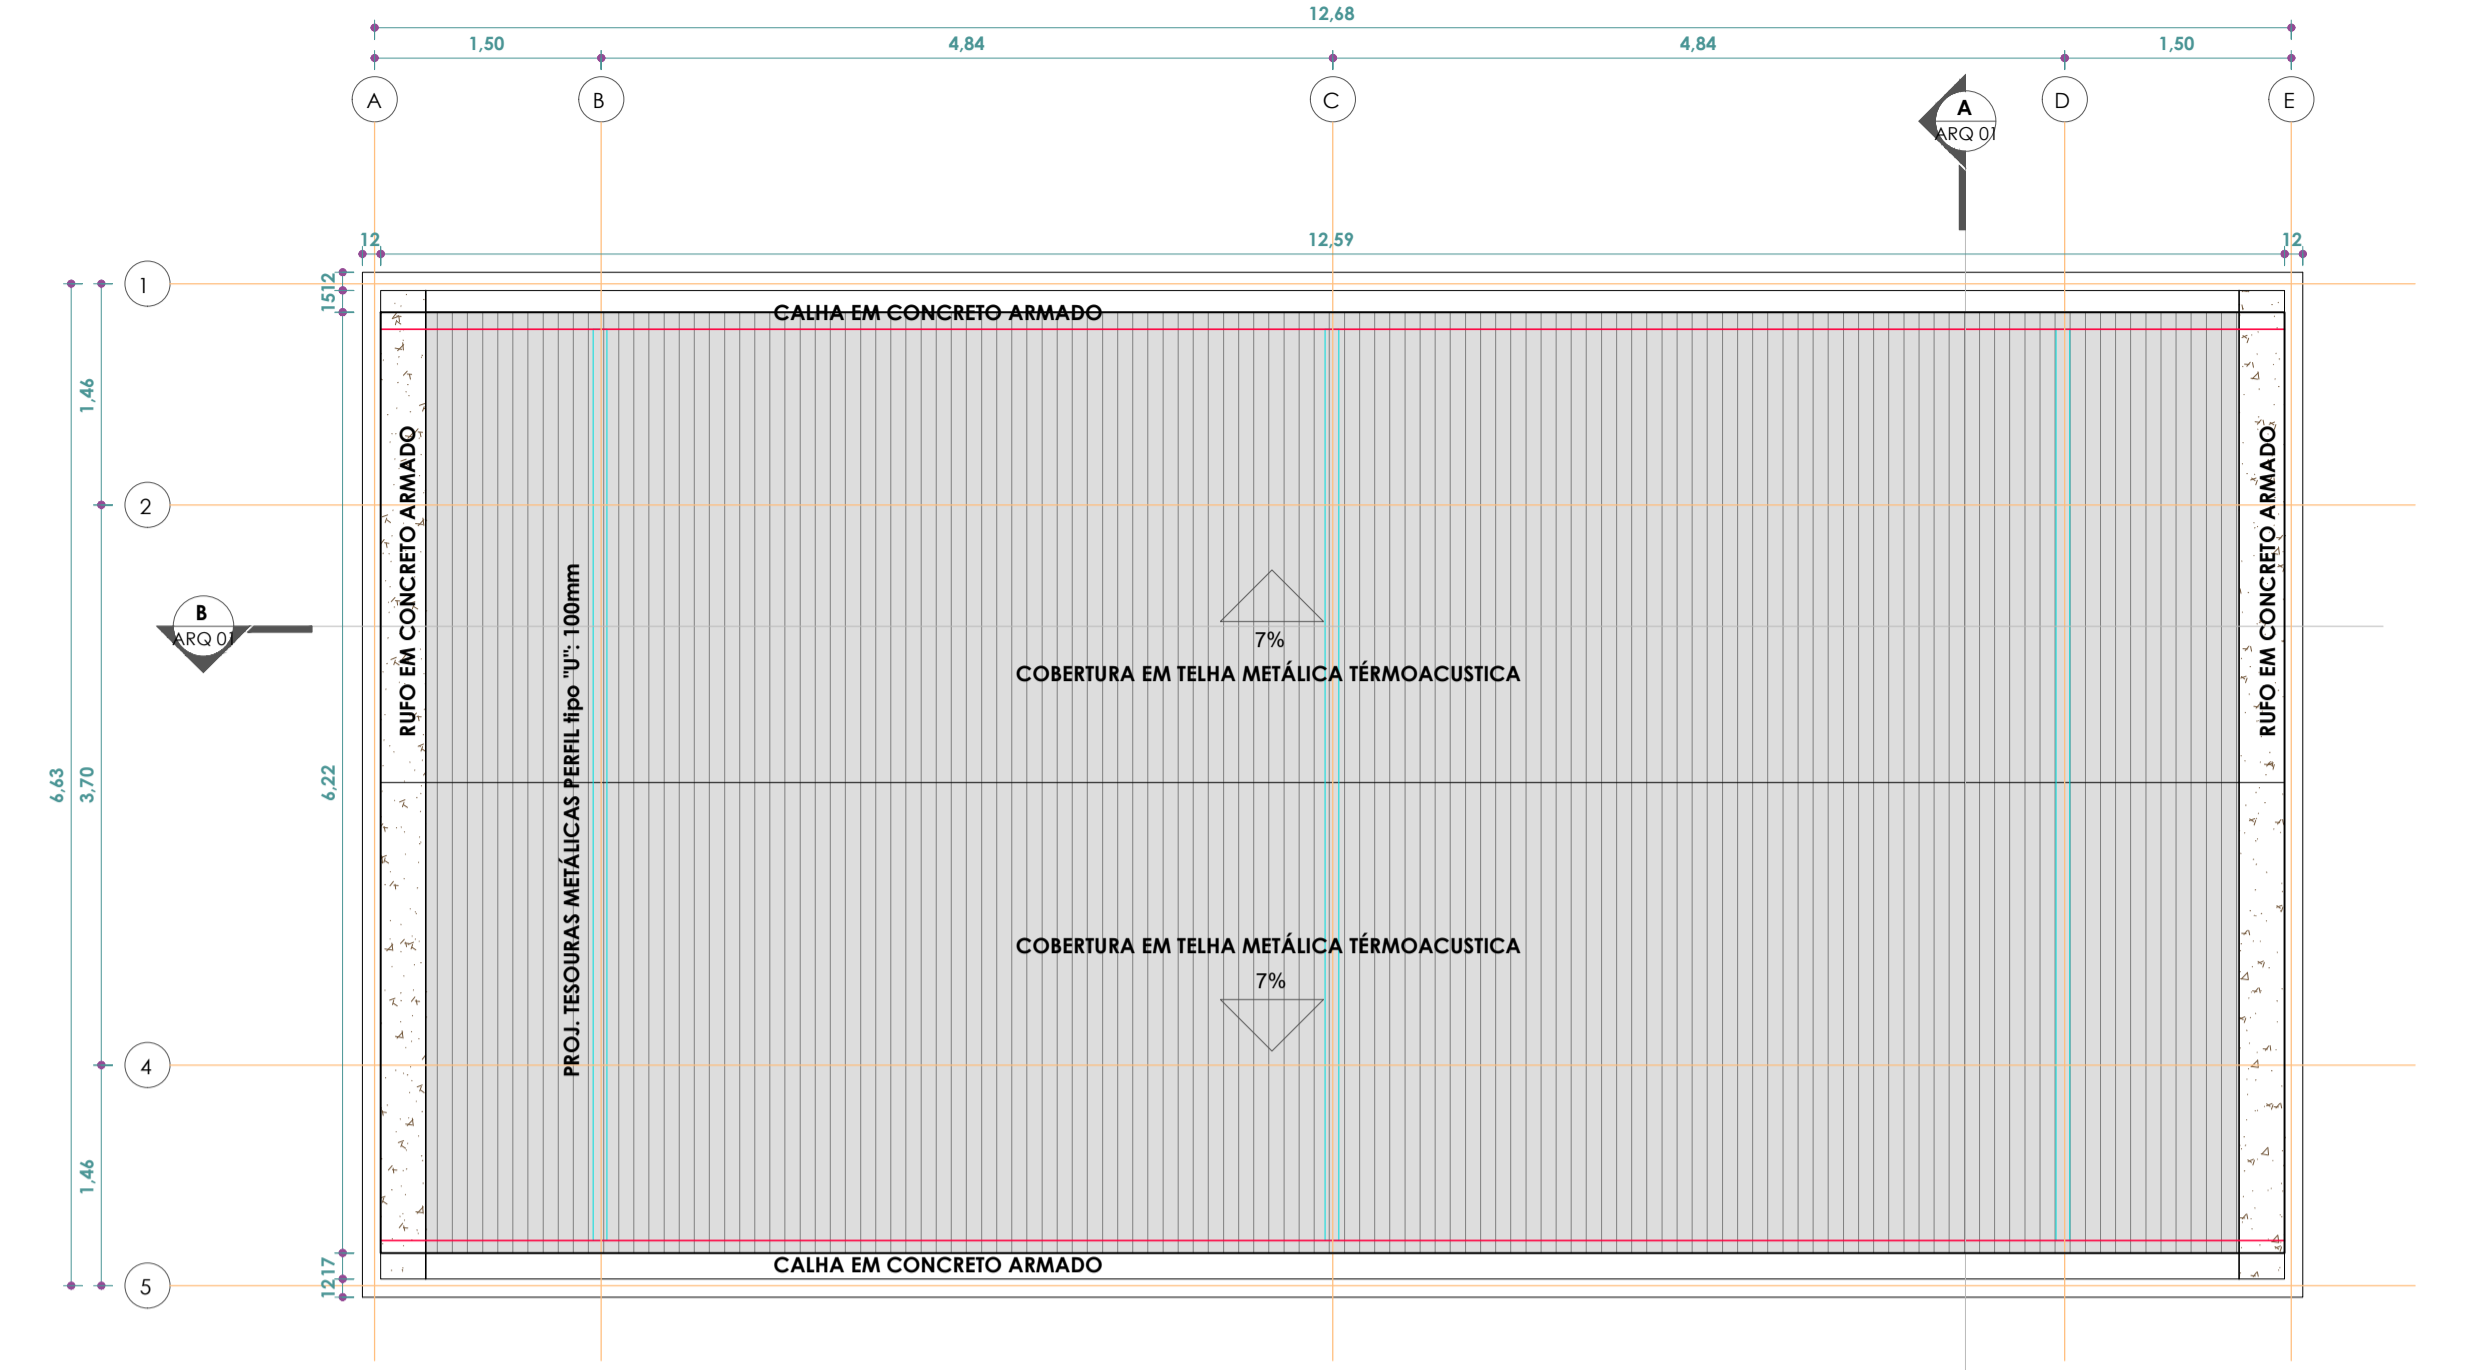 12,68
1,50
4,84
4,84
1,50
A
B
C
D
E
A
ARQ 01
12
12,59
12
1
12
15
CALHA EM CONCRETO ARMADO
1,46
2
RUFO EM CONCRETO ARMADO
RUFO EM CONCRETO ARMADO
B
ARQ 01
PROJ. TESOURAS METÁLICAS PERFIL tipo "U": 100mm
7%
COBERTURA EM TELHA METÁLICA TÉRMOACUSTICA
6,63
3,70
6,22
COBERTURA EM TELHA METÁLICA TÉRMOACUSTICA
7%
4
1,46
17
12
CALHA EM CONCRETO ARMADO
5